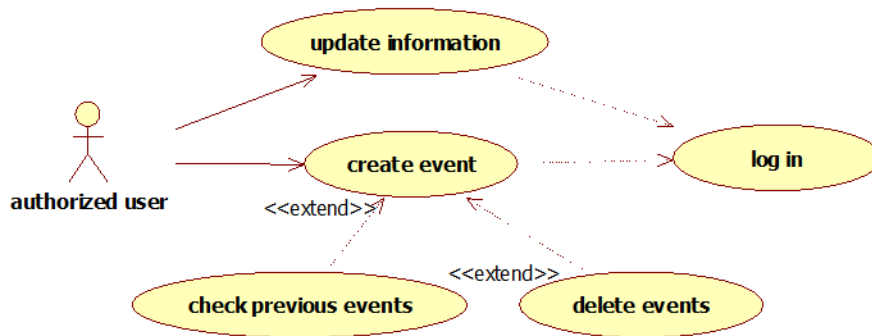 update information
create event
log in
authorized user
<<extend>>
<<extend>>
check previous events
delete events